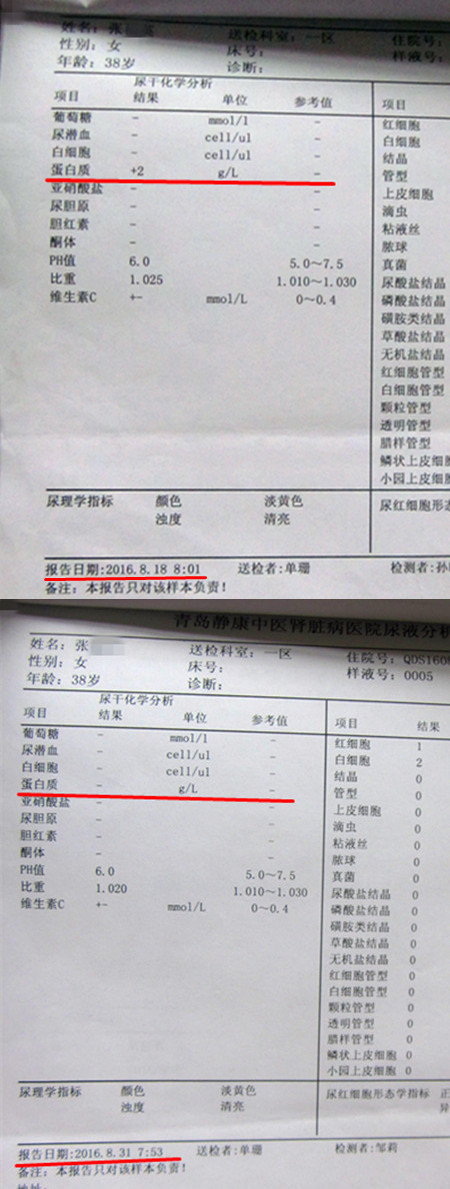 姓名：张 送检科室：一区 住院号：
性别：女 床号： 样液号：
年龄：38岁 诊断：
尿干化学分析
项目 结果 单位 参考值 项目
葡萄糖 - mmol/l - 红细胞
尿潜血 - cell/ul - 白细胞
白细胞 - cell/ul - 结晶
蛋白质 +2 g/L - 管型
亚硝酸盐 - - 上皮细胞
尿胆原 - - 滴虫
胆红素 - - 粘液丝
酮体 - - 脓球
PH值 6.0 5.0～7.5 真菌
比重 1.025 1.010～1.030 尿酸盐结晶
维生素C +- mmol/L 0～0.4 磷酸盐结晶
磺胺类结晶
草酸盐结晶
无机盐结晶
红细胞管型
白细胞管型
颗粒管型
透明管型
腊样管型
鳞状上皮细胞
小园上皮细胞
尿理学指标 颜色 淡黄色 尿红细胞形态
浊度 清亮
报告日期：2016.8.18 8:01 送检者：单珊 检测者：孙
备注：本报告只对该样本负责！
青岛静康中医肾脏病医院尿液分析
姓名：张 送检科室：一区 住院号：QDS160
性别：女 床号： 样液号：0005
年龄：38岁 诊断：
尿干化学分析
项目 结果 单位 参考值 项目 结果
葡萄糖 - mmol/l - 红细胞 1
尿潜血 - cell/ul - 白细胞 2
白细胞 - cell/ul - 结晶 0
蛋白质 - g/L - 管型 0
亚硝酸盐 - - 上皮细胞 0
尿胆原 - - 滴虫 0
胆红素 - - 粘液丝 0
酮体 - - 脓球 0
PH值 6.0 5.0～7.5 真菌 0
比重 1.020 1.010～1.030 尿酸盐结晶 0
维生素C +- mmol/L 0～0.4 磷酸盐结晶 0
磺胺类结晶 0
草酸盐结晶 0
无机盐结晶 0
红细胞管型 0
白细胞管型 0
颗粒管型 0
透明管型 0
腊样管型 0
鳞状上皮细胞 0
小园上皮细胞 0
尿理学指标 颜色 淡黄色 尿红细胞形态学指标 正
浊度 清亮 异
报告日期：2016.8.31 7:53 送检者：单珊 检测者：邹莉
备注：本报告只对该样本负责！